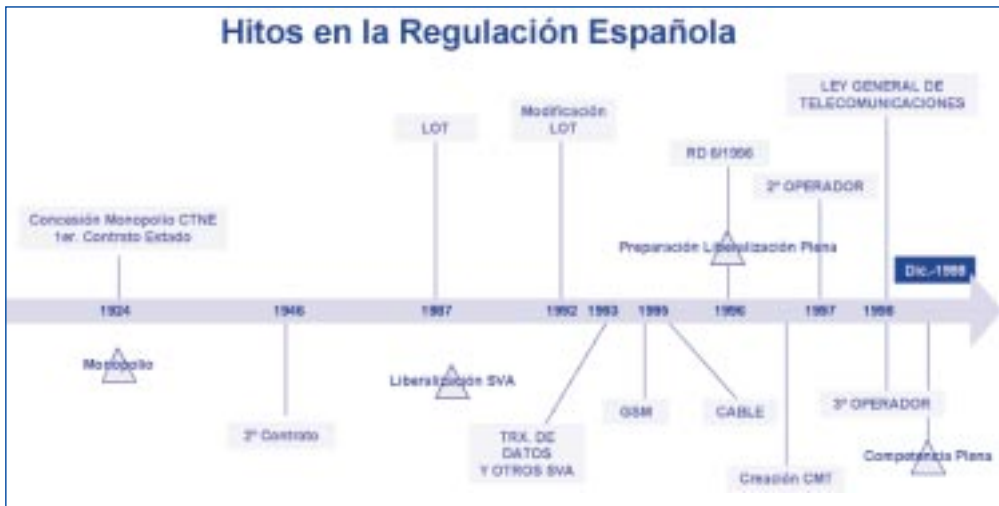 Hitos en la Regulación Española
LEY GENERAL DE
TELECOMUNICACIONES
Modificación
LOT
LOT
RD 6/1996
2º OPERADOR
Concesión Monopolio CTNE
1er. Contrato Estado
Preparación Liberalización Plena
Dic.-1998
1924
1946
1987
1992
1993
1995
1996
1997
1998
Monopolio
Liberalización SVA
2º Contrato
TRX. DE
DATOS
Y OTROS SVA
GSM
CABLE
3º OPERADOR
Competencia Plena
Creación CMT